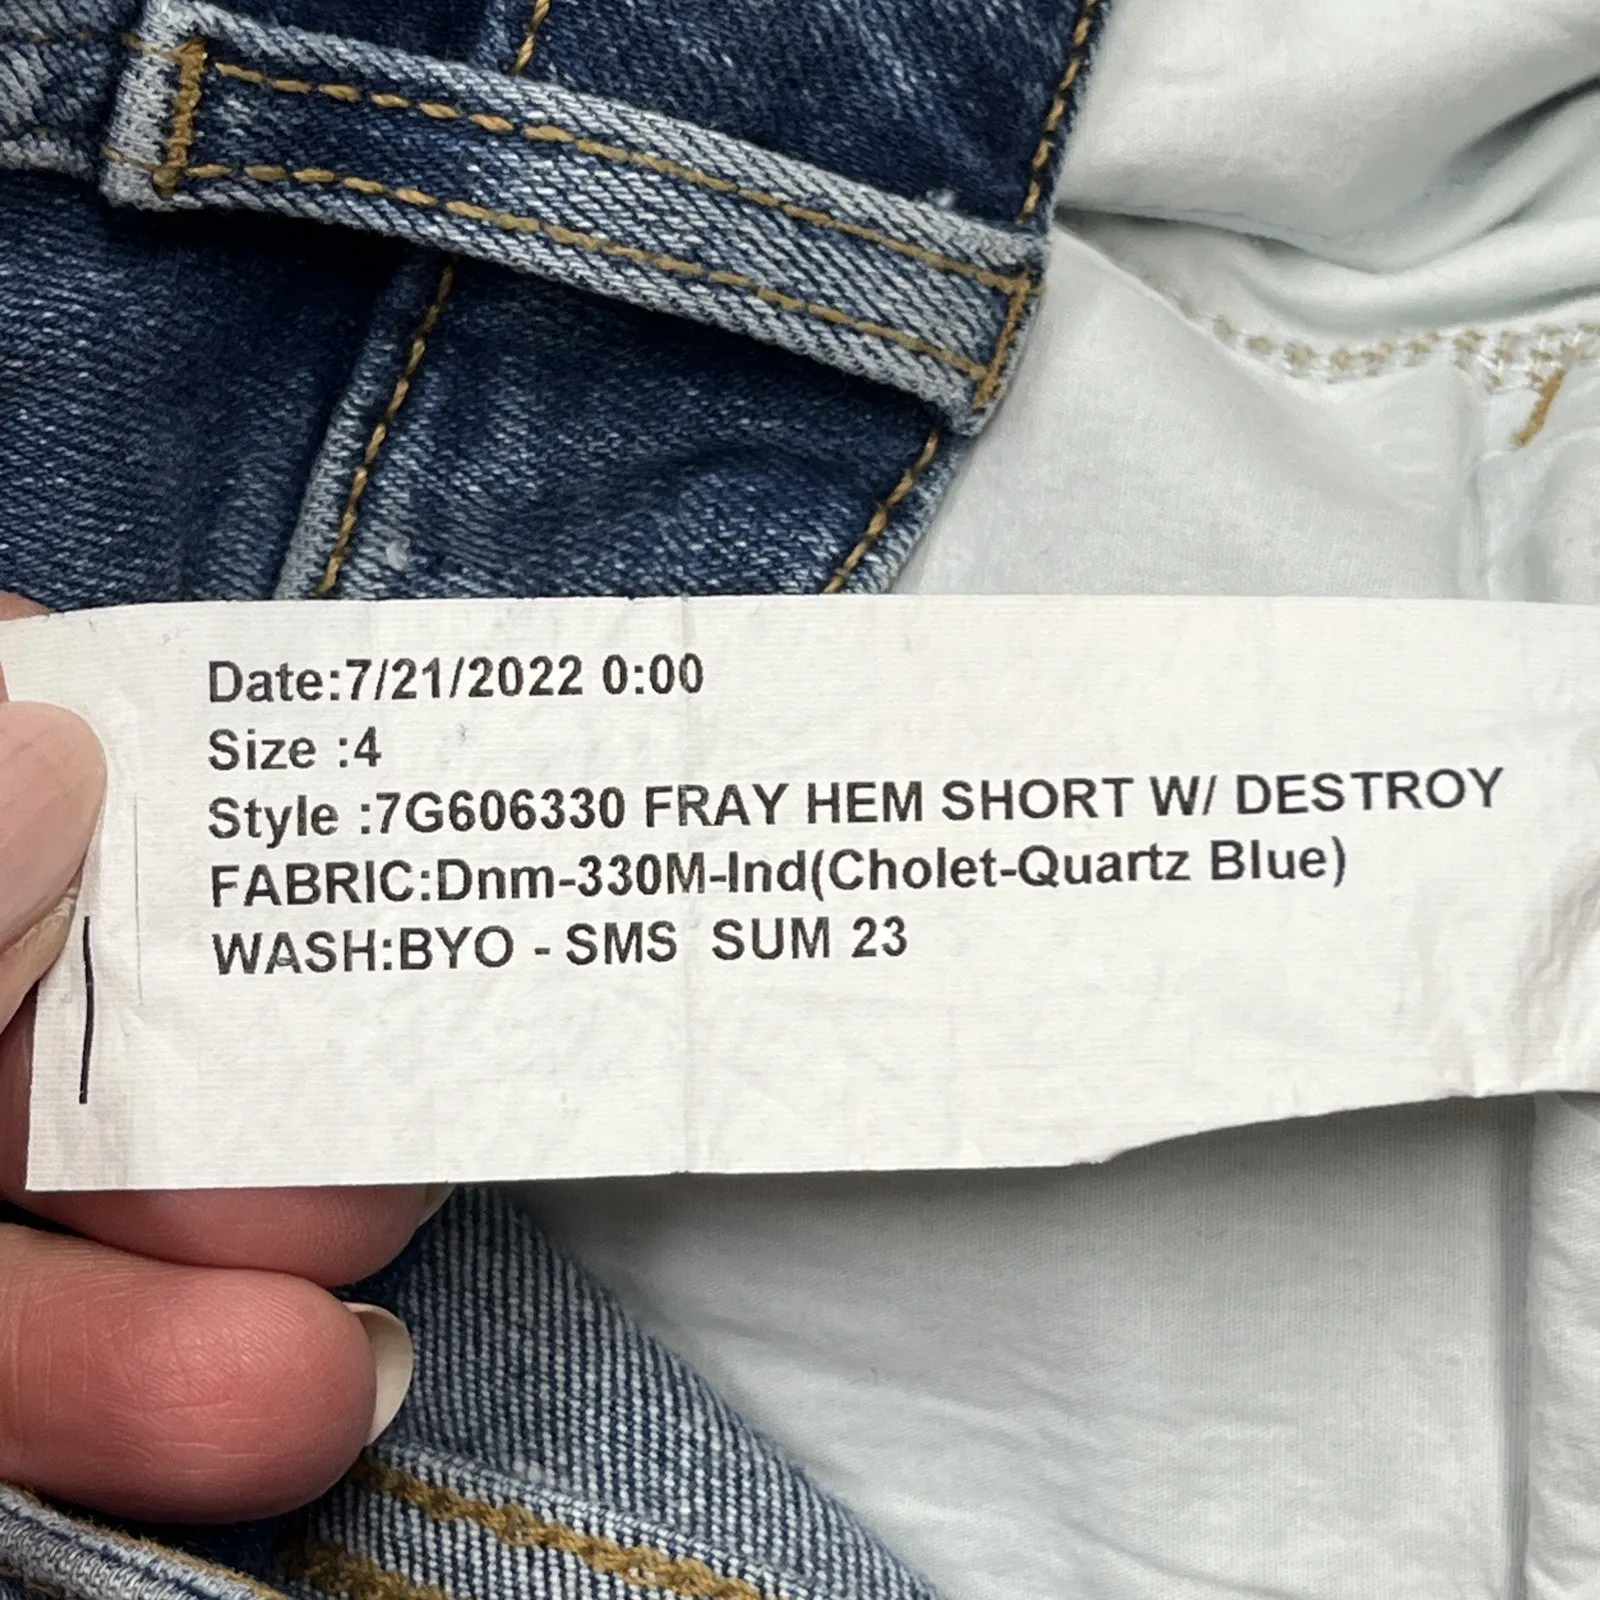 Date:7/21/2022 0:00
Size :4
Style :7G606330 FRAY HEM SHORT W/ DESTROY
FABRIC:Dnm-330M-Ind(Cholet-Quartz Blue)
WASH:BYO - SMS  SUM 23